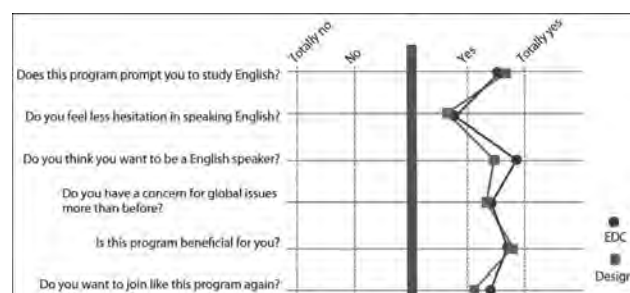 Totally no
No
Yes
Totally yes
Does this program prompt you to study English?
Do you feel less hesitation in speaking English?
Do you think you want to be a English speaker?
Do you have a concern for global issues
more than before?
Is this program beneficial for you?
Do you want to join like this program again?
EDC
Design